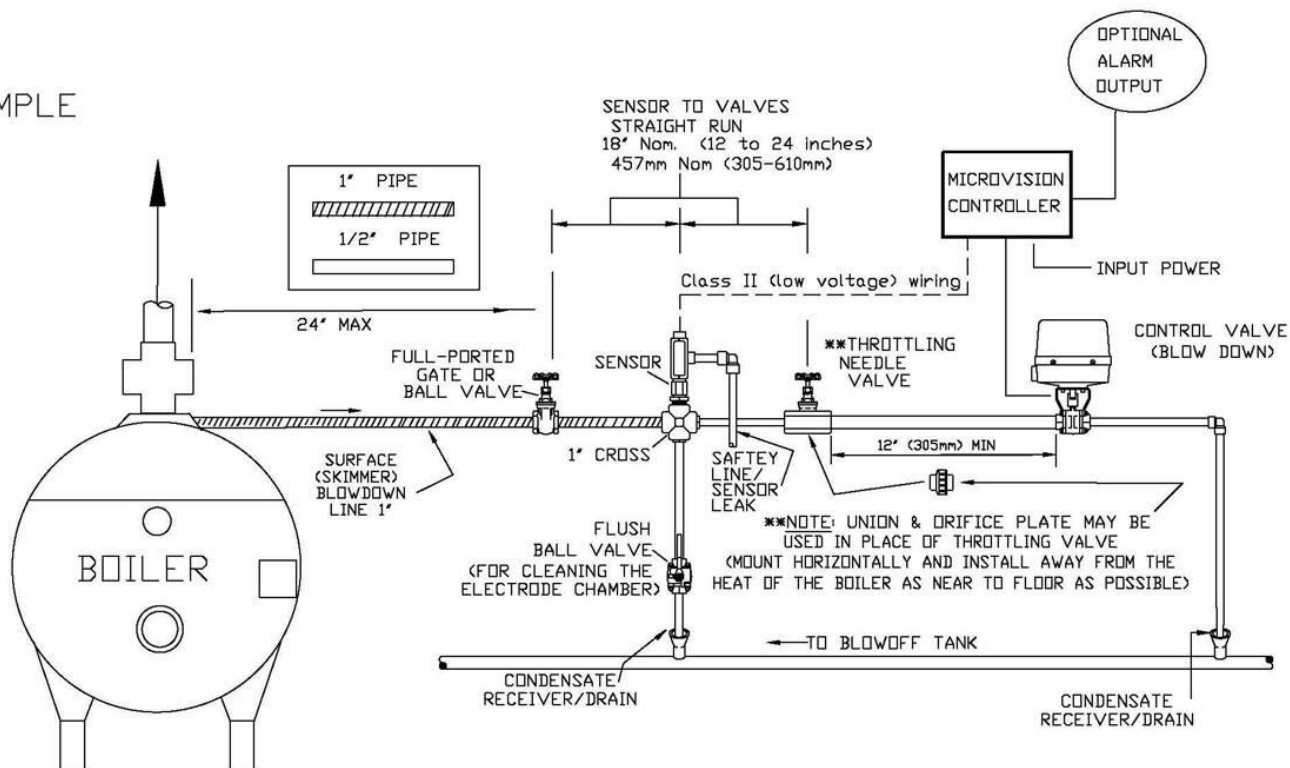 MPLE
OPTIONAL
ALARM
OUTPUT
SENSOR TO VALVES
STRAIGHT RUN
18" Nom. (12 to 24 inches)
457mm Nom (305-610mm)
1" PIPE
1/2" PIPE
MICROVISION
CONTROLLER
INPUT POWER
Class II (low voltage) wiring
24" MAX
CONTROL VALVE
(BLOW DOWN)
FULL-PORTED
GATE OR
BALL VALVE
SENSOR
**THROTTLING
NEEDLE
VALVE
1" CROSS
12" (305mm) MIN
SURFACE
(SKIMMER)
BLOWDOWN
LINE 1"
SAFTEY
LINE/
SENSOR
LEAK
**NOTE: UNION & ORIFICE PLATE MAY BE
USED IN PLACE OF THROTTLING VALVE
(MOUNT HORIZONTALLY AND INSTALL AWAY FROM THE
HEAT OF THE BOILER AS NEAR TO FLOOR AS POSSIBLE)
FLUSH
BALL VALVE
(FOR CLEANING THE
ELECTRODE CHAMBER)
BOILER
TO BLOWOFF TANK
CONDENSATE
RECEIVER/DRAIN
CONDENSATE
RECEIVER/DRAIN